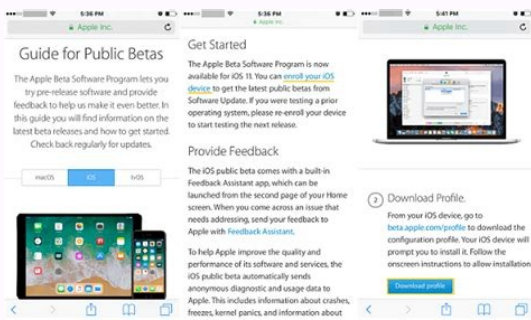 5:36 PM
Apple Inc.
Guide for Public Betas
The Apple Beta Software Program lets you
try pre-release software and provide
feedback to help us make it even better. In
this guide you will find information on the
latest beta releases and how to get started.
Check back regularly for updates.
macOS
iOS
tvOS
5:36 PM
Apple Inc.
Get Started
The Apple Beta Software Program is now
available for iOS 11. You can enroll your iOS
device to get the latest public betas from
Software Update. If you were testing a prior
operating system, please re-enroll your device
to start testing the next release.
Provide Feedback
The iOS public beta comes with a built-in
Feedback Assistant app, which can be
launched from the second page of your Home
screen. When you come across an issue that
needs addressing, send your feedback to
Apple with Feedback Assistant.
To help Apple improve the quality and
performance of its software and services, the
iOS public beta automatically sends
anonymous diagnostic and usage data to
Apple. This includes information about crashes,
freezes, kernel panics, and information about
5:41 PM
Apple Inc.
2 Download Profile.
From your iOS device, go to
beta.apple.com/profile to download the
configuration profile. Your iOS device will
prompt you to install it. Follow the
onscreen instructions to allow installation
Download profile